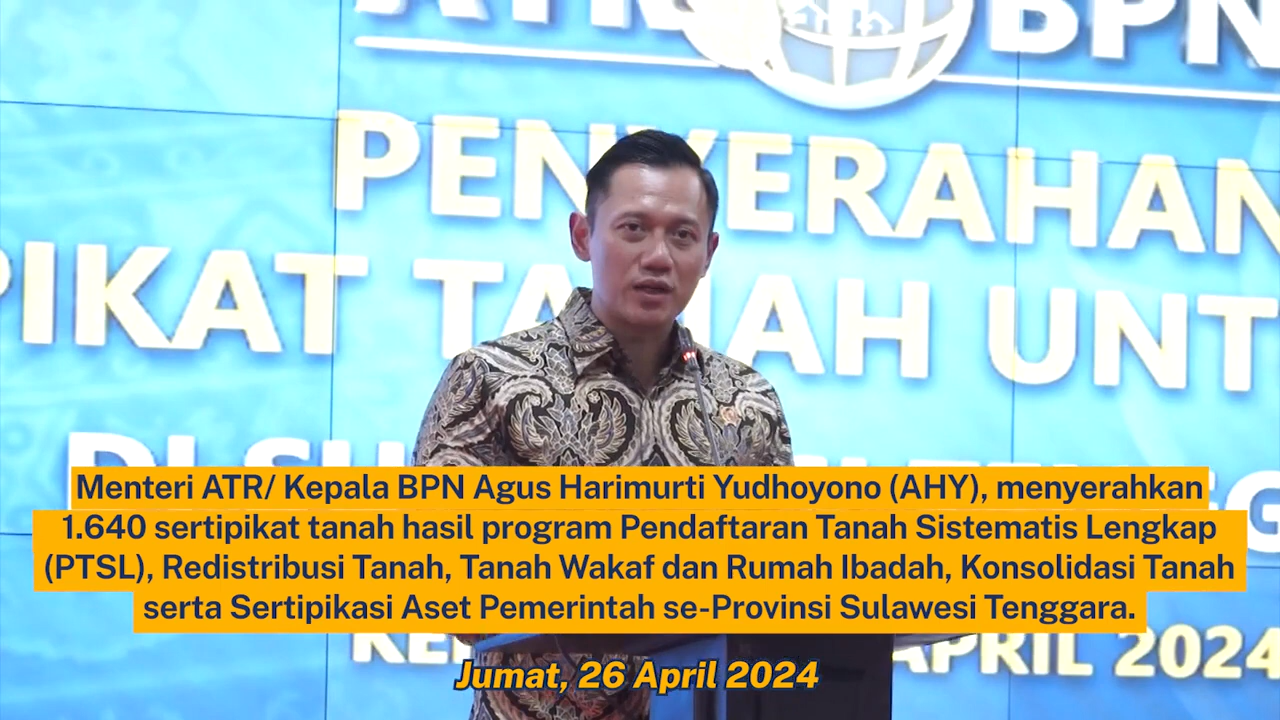 BPN
PENYERAHAN
PIKAT TANAH UNT
DI SU
Menteri ATR/ Kepala BPN Agus Harimurti Yudhoyono (AHY), menyerahkan
1.640 sertipikat tanah hasil program Pendaftaran Tanah Sistematis Lengkap
(PTSL), Redistribusi Tanah, Tanah Wakaf dan Rumah Ibadah, Konsolidasi Tanah
serta Sertipikasi Aset Pemerintah se-Provinsi Sulawesi Tenggara.
APRIL 2024
Jumat, 26 April 2024